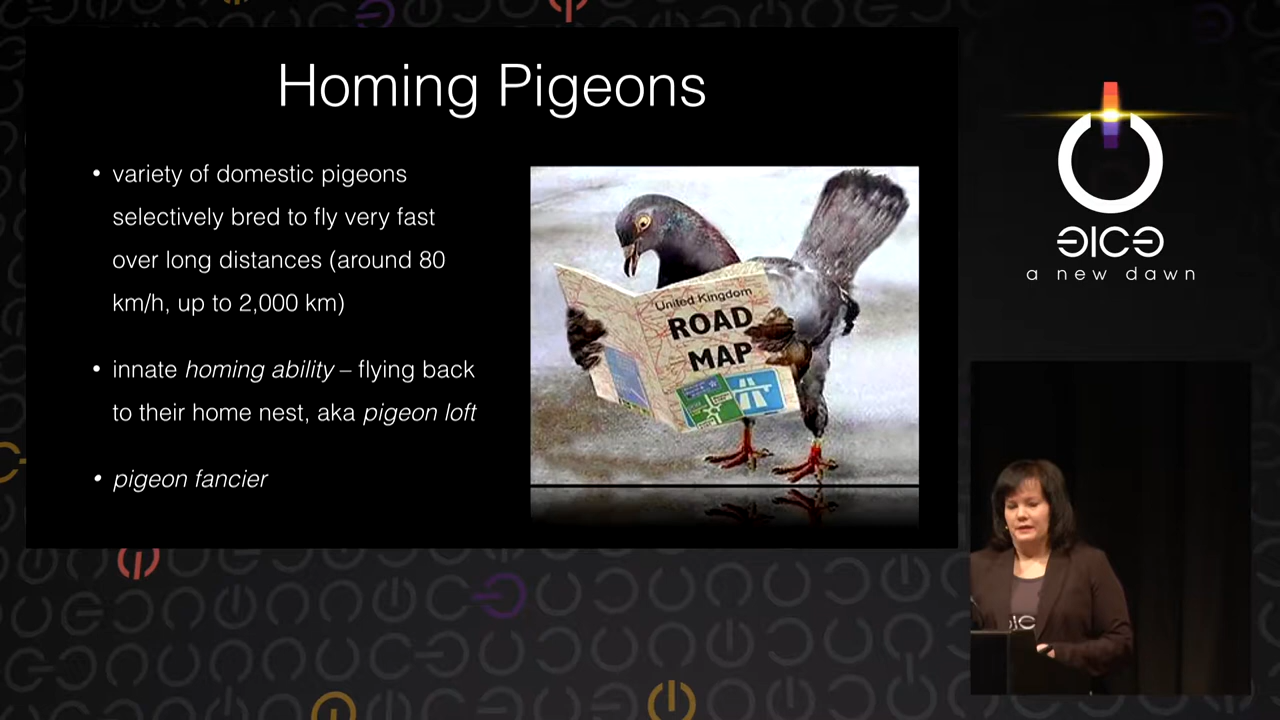 Homing Pigeons
• variety of domestic pigeons
selectively bred to fly very fast
over long distances (around 80
km/h, up to 2,000 km)
• innate homing ability – flying back
to their home nest, aka pigeon loft
• pigeon fancier
United Kingdom
ROAD
MAP
a new dawn